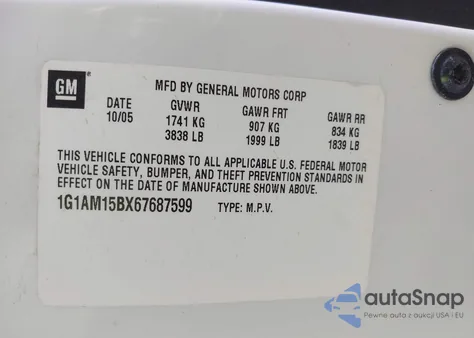 GM
MFD BY GENERAL MOTORS CORP
DATE GVWR GAWR FRT GAWR RR
10/05 1741 KG 907 KG 834 KG
3838 LB 1999 LB 1839 LB
THIS VEHICLE CONFORMS TO ALL APPLICABLE U.S. FEDERAL MOTOR
VEHICLE SAFETY, BUMPER, AND THEFT PREVENTION STANDARDS IN
EFFECT ON THE DATE OF MANUFACTURE SHOWN ABOVE.
1G1AM15BX67687599 TYPE: M.P.V.
autoSnap
Pewne auta z aukcji USA i EU